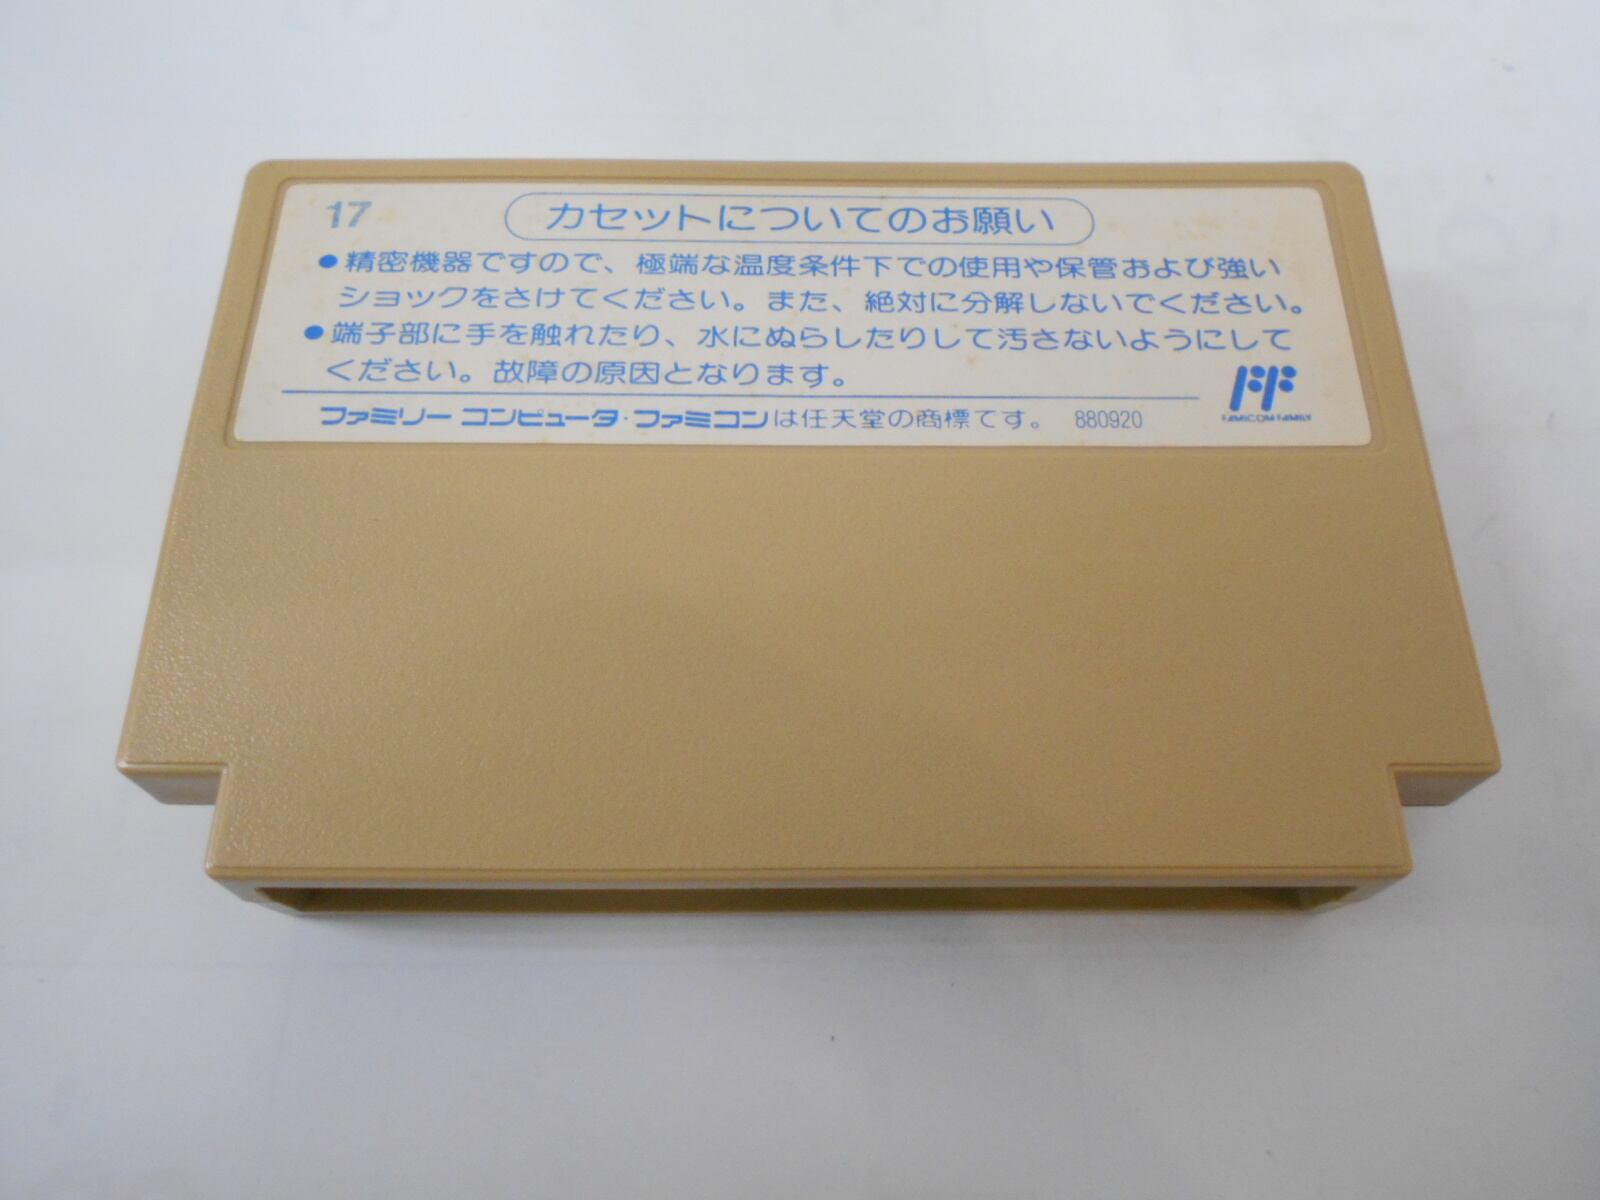 17
カセットについてのお願い
●精密機器ですので、極端な温度条件下での使用や保管および強い
ショックをさけてください。また、絶対に分解しないでください。
●端子部に手を触れたり、水にぬらしたりして汚さないようにして
ください。故障の原因となります。
ファミリー コンピュータ・ファミコンは任天堂の商標です。 880920
FAMICOM FAMILY